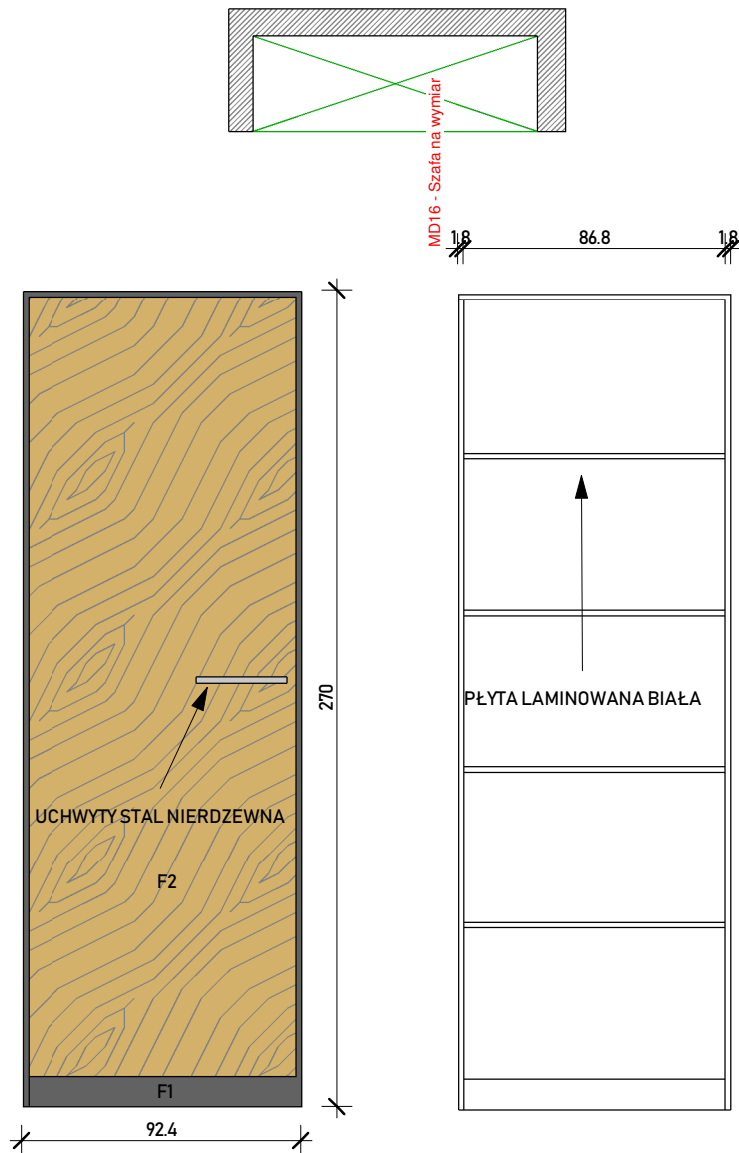 MD16 - Szafa na wymiar
1.8
86.8
1.8
270
PŁYTA LAMINOWANA BIAŁA
UCHWYTY STAL NIERDZEWNA
F2
F1
92.4